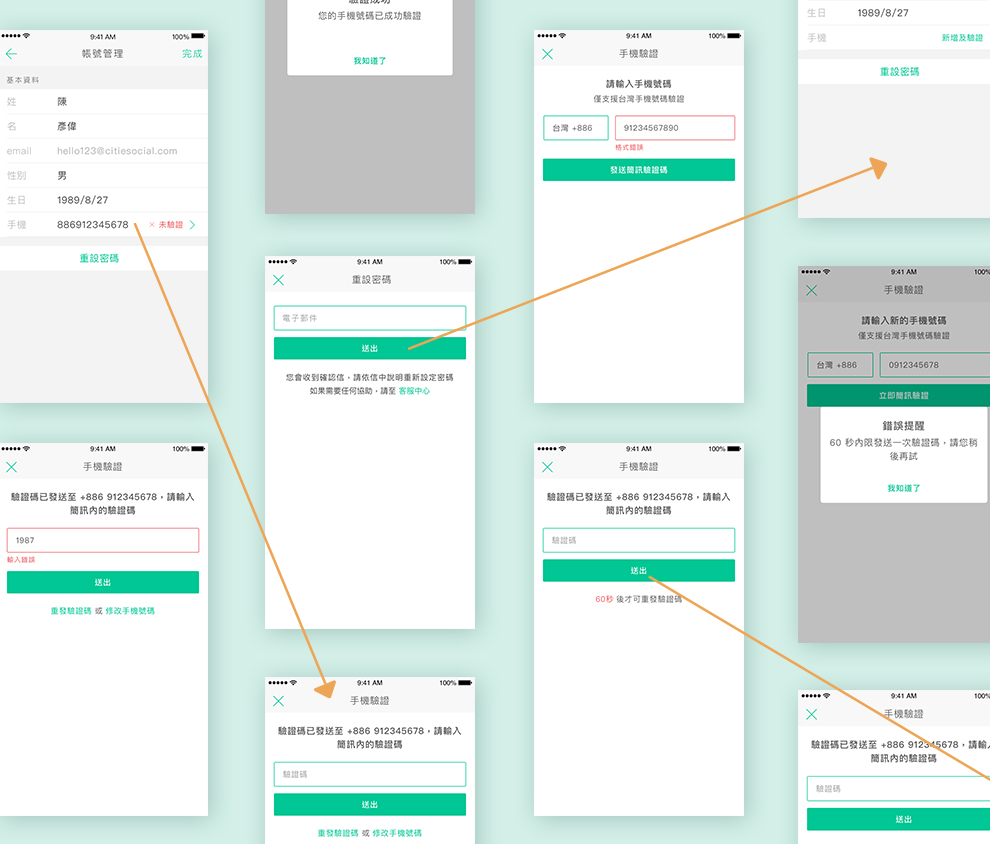 9:41 AM 100%
帳號管理 完成
基本資料
姓 陳
名 彥偉
email hello123@citiesocial.com
性別 男
生日 1989/8/27
手機 886912345678 × 未驗證
重設密碼
9:41 AM 100%
手機驗證
驗證碼已發送至 +886 912345678，請輸入
簡訊內的驗證碼
1987
輸入錯誤
送出
重發驗證碼 或 修改手機號碼
驗證成功
您的手機號碼已成功驗證
我知道了
9:41 AM 100%
重設密碼
電子郵件
送出
您會收到確認信，請依信中說明重新設定密碼
如果需要任何協助，請至 客服中心
9:41 AM 100%
手機驗證
驗證碼已發送至 +886 912345678，請輸入
簡訊內的驗證碼
驗證碼
送出
重發驗證碼 或 修改手機號碼
9:41 AM 100%
手機驗證
請輸入手機號碼
僅支援台灣手機號碼驗證
台灣 +886 91234567890
格式錯誤
發送簡訊驗證碼
9:41 AM 100%
手機驗證
驗證碼已發送至 +886 912345678，請輸入
簡訊內的驗證碼
驗證碼
送出
60秒 後才可重發驗證碼
生日 1989/8/27
手機 新增及驗證
重設密碼
9:41 AM 100%
手機驗證
請輸入新的手機號碼
僅支援台灣手機號碼驗證
台灣 +886 0912345678
立即簡訊驗證
錯誤提醒
60 秒內限發送一次驗證碼，請您稍
後再試
我知道了
9:41 AM 100%
手機驗證
驗證碼已發送至 +886 912345678，請輸
簡訊內的驗證碼
驗證碼
送出